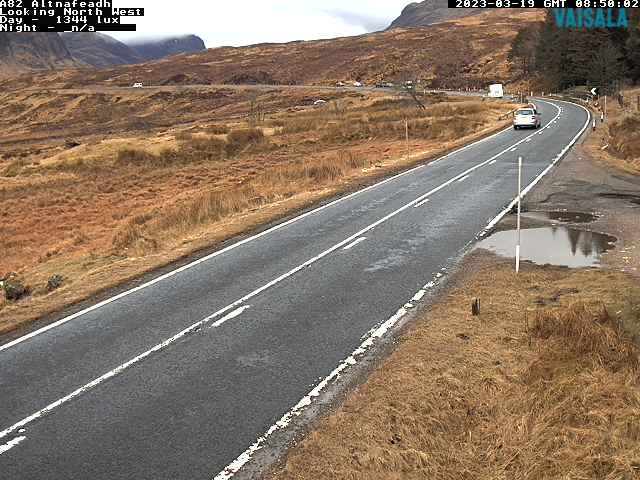 A82 Altnafeadh
2023-03-19 GMT 08:50:02
Looking North West
VAISALA
Day - 1344 lux
Night - n/a